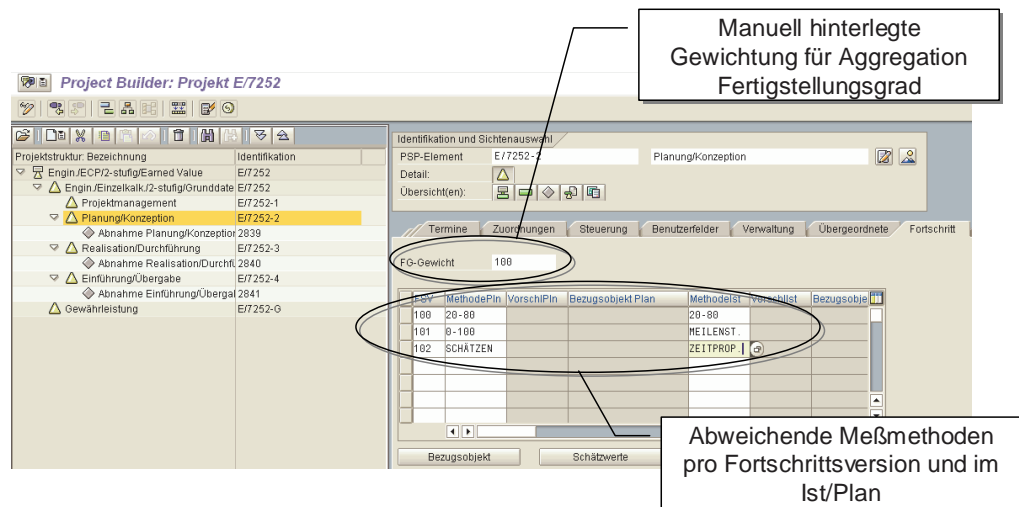 Manuell hinterlegte
Gewichtung für Aggregation
Fertigstellungsgrad
Project Builder: Projekt E/7252
Projektstruktur: Bezeichnung Identifikation
Engin./ECP/2-stufig/Earned Value E/7252
Engin./Einzelkalk./2-stufig/Grunddate E/7252
Projektmanagement E/7252-1
Planung/Konzeption E/7252-2
Abnahme Planung/Konzeption 2839
Realisation/Durchführung E/7252-3
Abnahme Realisation/Durchfü 2840
Einführung/Übergabe E/7252-4
Abnahme Einführung/Übergal 2841
Gewährleistung E/7252-G
Identifikation und Sichtenauswahl
PSP-Element E/7252-2 Planung/Konzeption
Detail:
Übersicht(en):
Termine Zuordnungen Steuerung Benutzerfelder Verwaltung Übergeordnete Fortschritt
FG-Gewicht 100
FSV MethodePln VorschlPln Bezugsobjekt Plan MethodeIst VorschlIst Bezugsobje
100 20-80 20-80
101 0-100 MEILENST.
102 SCHÄTZEN ZEITPROP.
Bezugsobjekt Schätzwerte
Abweichende Meßmethoden
pro Fortschrittsversion und im
Ist/Plan